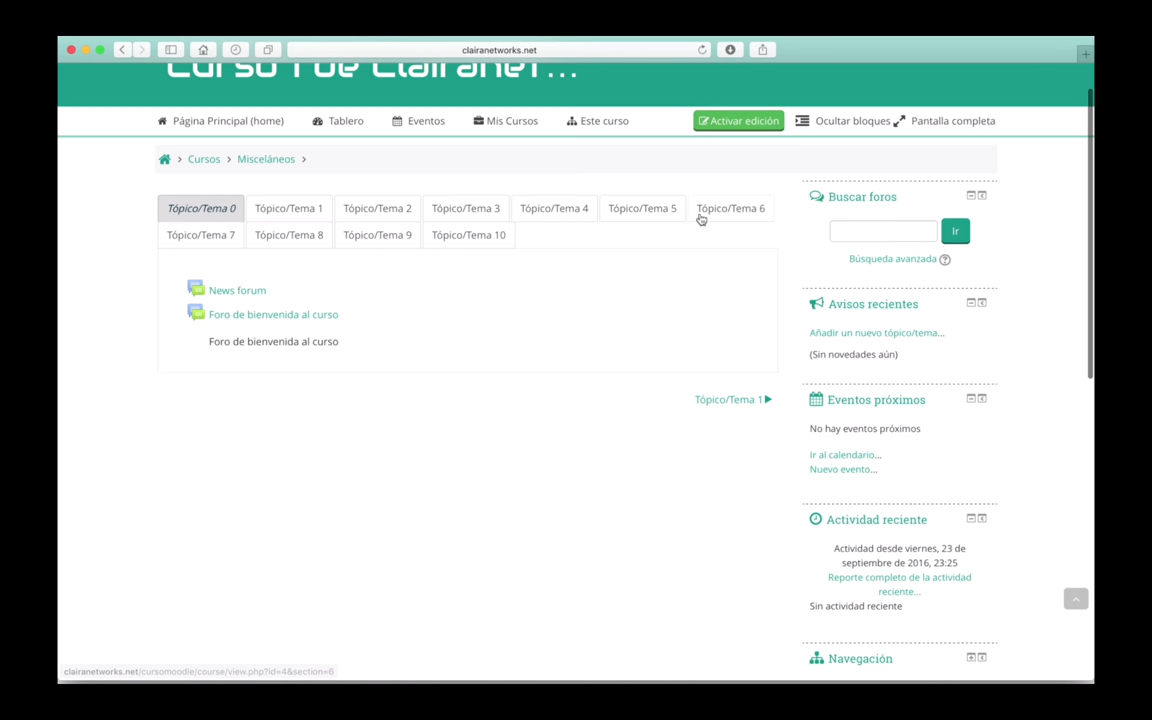 clairanetworks.net
Curso 1 de Clairanet...
Página Principal (home) Tablero Eventos Mis Cursos Este curso Activar edición Ocultar bloques Pantalla completa
Cursos Misceláneos
Tópico/Tema 0 Tópico/Tema 1 Tópico/Tema 2 Tópico/Tema 3 Tópico/Tema 4 Tópico/Tema 5 Tópico/Tema 6
Tópico/Tema 7 Tópico/Tema 8 Tópico/Tema 9 Tópico/Tema 10
News forum
Foro de bienvenida al curso
Foro de bienvenida al curso
Tópico/Tema 1
Buscar foros
Ir
Búsqueda avanzada
Avisos recientes
Añadir un nuevo tópico/tema...
(Sin novedades aún)
Eventos próximos
No hay eventos próximos
Ir al calendario...
Nuevo evento...
Actividad reciente
Actividad desde viernes, 23 de
septiembre de 2016, 23:25
Reporte completo de la actividad
reciente...
Sin actividad reciente
Navegación
clairanetworks.net/cursomoodle/course/view.php?id=4&section=6